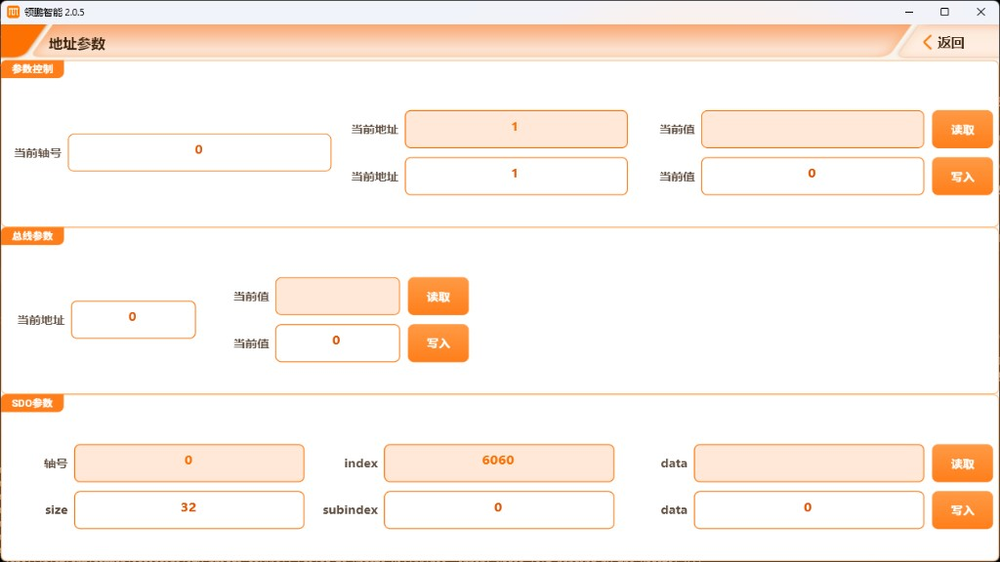 领鹏智能 2.0.5
地址参数
返回
参数控制
当前轴号 0
当前地址 1
当前值
读取
当前地址 1
当前值 0
写入
总线参数
当前地址 0
当前值
读取
当前值 0
写入
SDO参数
轴号 0
index 6060
data
读取
size 32
subindex 0
data 0
写入